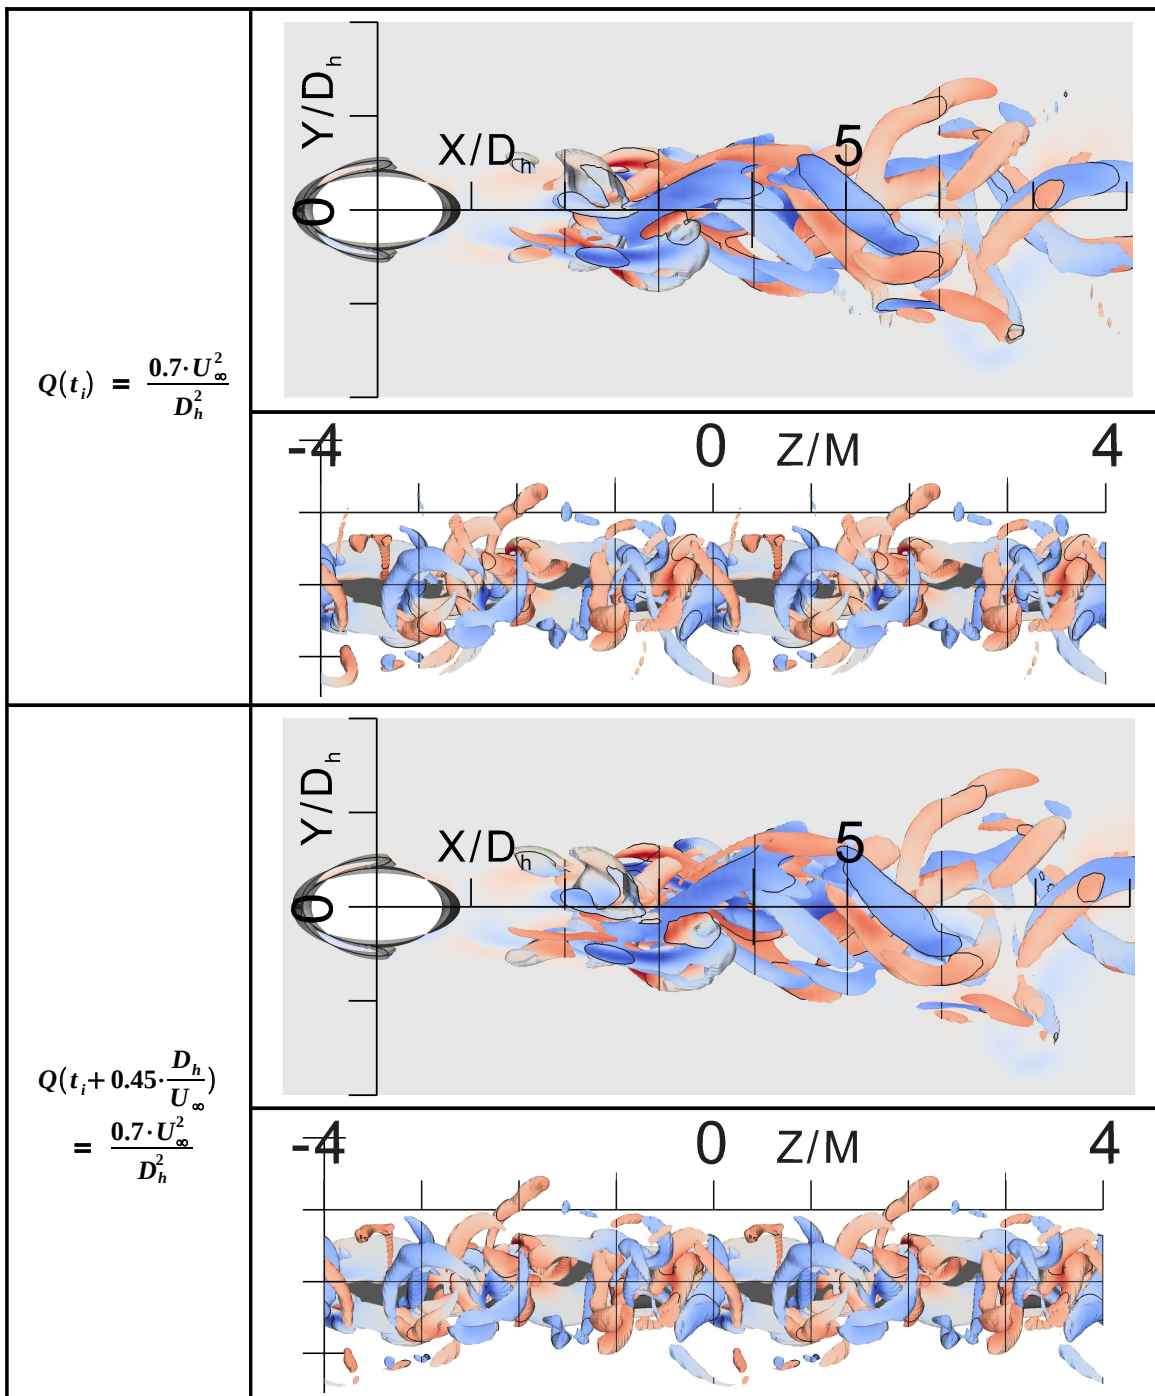 Y/D_h
X/D_h
5
0
Q(t_i) = 0.7·U_∞^2 / D_h^2
-4 0 Z/M 4
Y/D_h
X/D_h
5
0
Q(t_i + 0.45· D_h / U_∞)
= 0.7·U_∞^2 / D_h^2
-4 0 Z/M 4